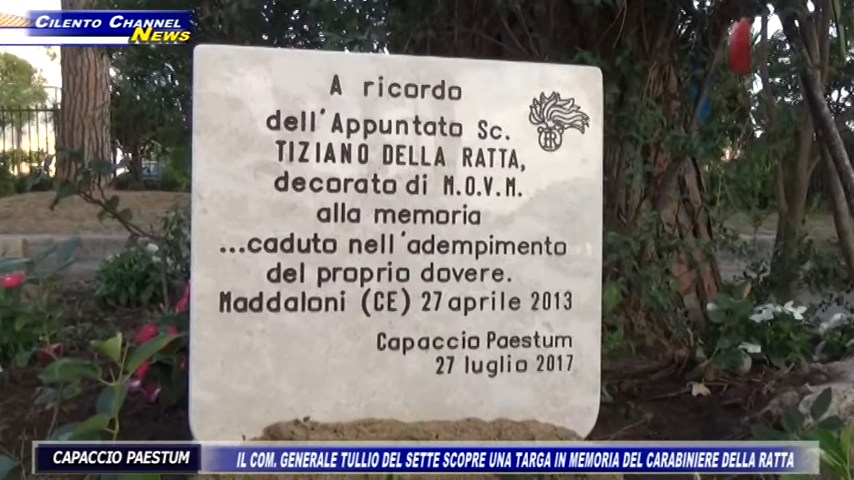 CILENTO CHANNEL
NEWS
A ricordo
dell'Appuntato Sc.
TIZIANO DELLA RATTA,
decorato di M.O.V.M.
alla memoria
...caduto nell'adempimento
del proprio dovere.
Maddaloni (CE) 27 aprile 2013
Capaccio Paestum
27 luglio 2017
CAPACCIO PAESTUM
IL COM. GENERALE TULLIO DEL SETTE SCOPRE UNA TARGA IN MEMORIA DEL CARABINIERE DELLA RATTA